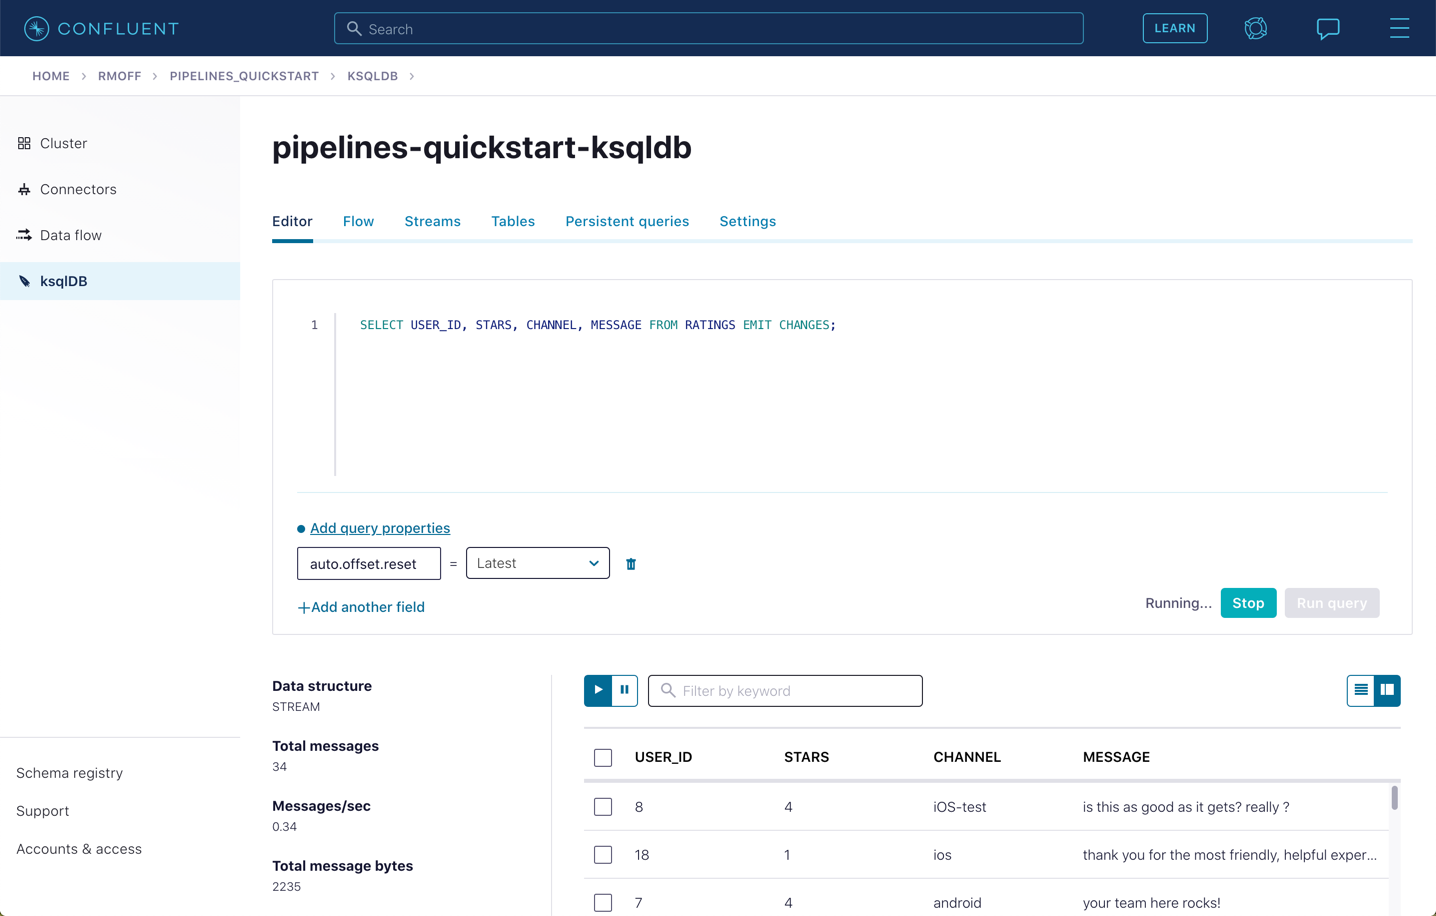 CONFLUENT
Search
LEARN
HOME > RMOFF > PIPELINES_QUICKSTART > KSQLDB >
Cluster
Connectors
Data flow
ksqlDB
Schema registry
Support
Accounts & access
pipelines-quickstart-ksqldb
Editor Flow Streams Tables Persistent queries Settings
1 SELECT USER_ID, STARS, CHANNEL, MESSAGE FROM RATINGS EMIT CHANGES;
Add query properties
auto.offset.reset = Latest
+Add another field
Running... Stop Run query
Data structure
STREAM
Total messages
34
Messages/sec
0.34
Total message bytes
2235
Filter by keyword
USER_ID STARS CHANNEL MESSAGE
8 4 iOS-test is this as good as it gets? really ?
18 1 ios thank you for the most friendly, helpful exper...
7 4 android your team here rocks!